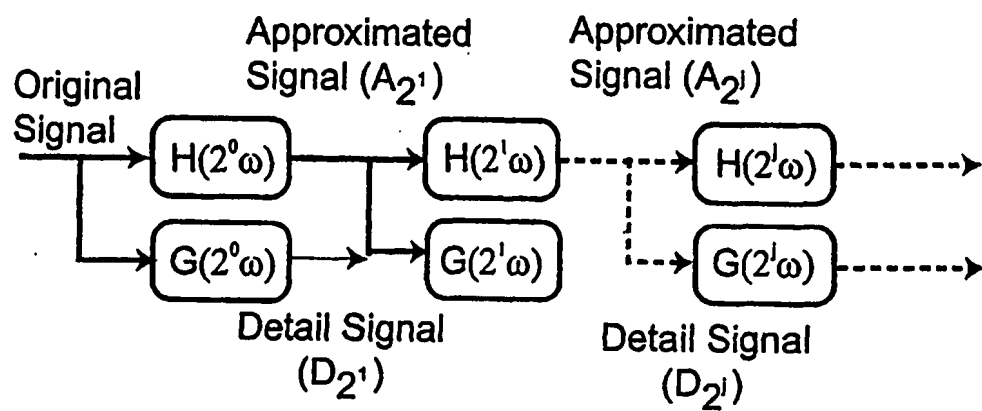 Approximated
Signal (A₂¹)
Approximated
Signal (A₂ʲ)
Original
Signal
H(2⁰ω)
H(2¹ω)
H(2ʲω)
G(2⁰ω)
G(2¹ω)
G(2ʲω)
Detail Signal
(D₂¹)
Detail Signal
(D₂ʲ)